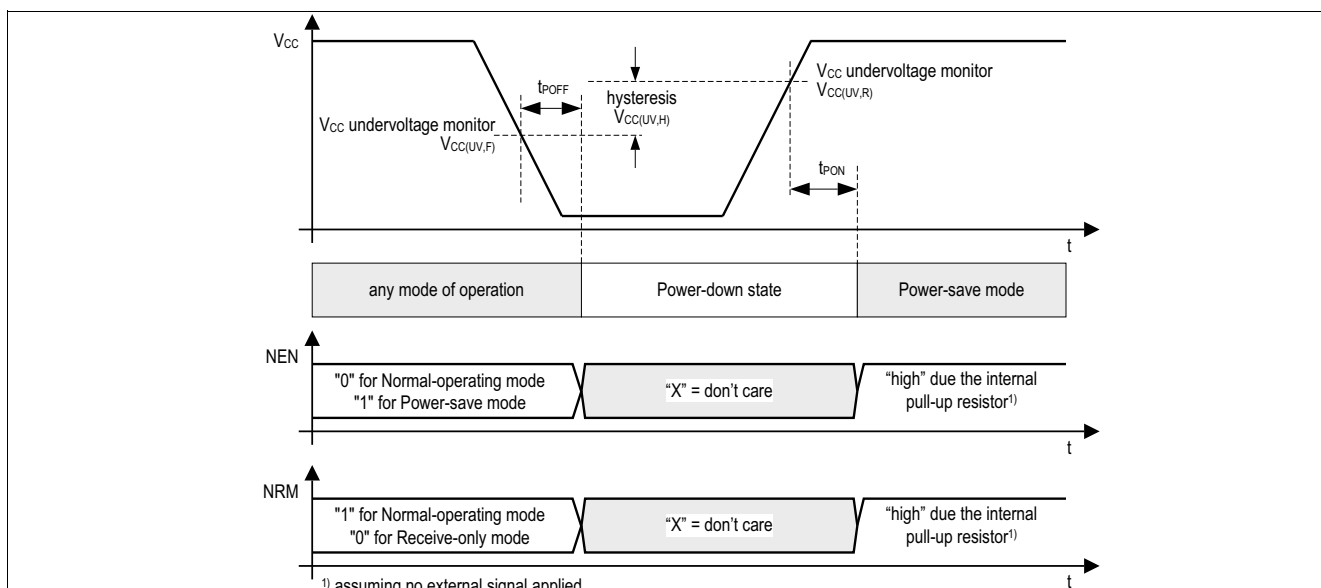 VCC
tPOFF
hysteresis
VCC(UV,H)
VCC undervoltage monitor
VCC(UV,R)
VCC undervoltage monitor
VCC(UV,F)
tPON
t
any mode of operation
Power-down state
Power-save mode
NEN
"0" for Normal-operating mode
"1" for Power-save mode
“X” = don’t care
“high” due the internal
pull-up resistor1)
t
NRM
"1" for Normal-operating mode
"0" for Receive-only mode
“X” = don’t care
“high” due the internal
pull-up resistor1)
t
1) assuming no external signal applied